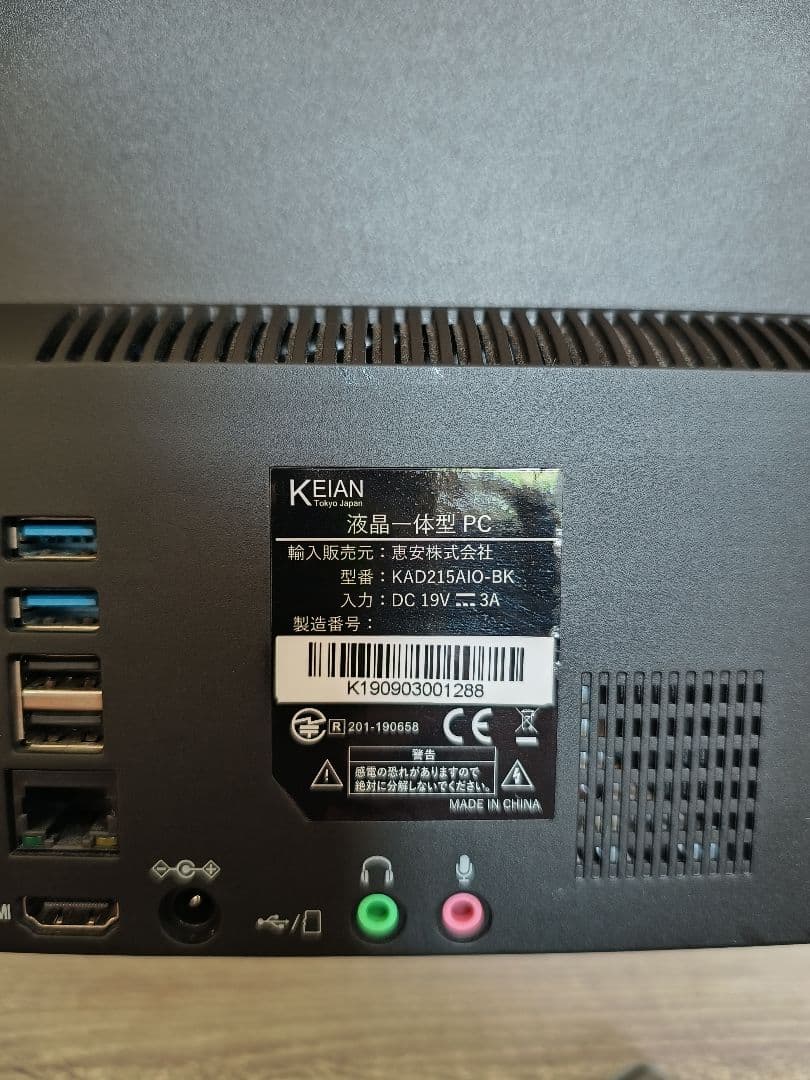 KEIAN
Tokyo Japan
液晶一体型 PC
輸入販売元：恵安株式会社
型番：KAD215AIO-BK
入力：DC 19V ⎓ 3A
製造番号：
K190903001288
R 201-190658 CE
警告
感電の恐れがありますので
絶対に分解しないでください。
MADE IN CHINA
MI